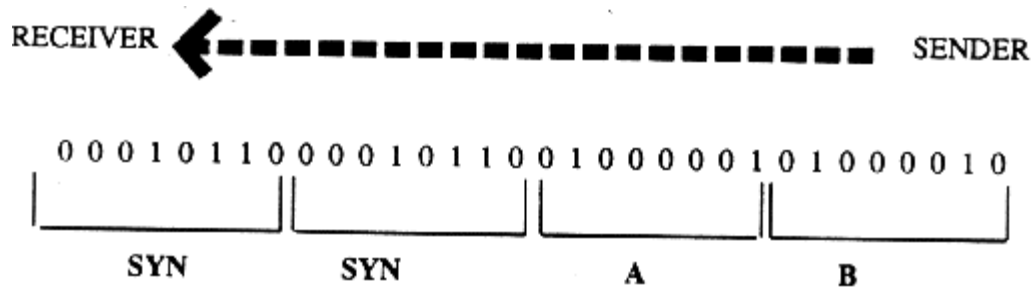 RECEIVER SENDER
0 0 0 1 0 1 1 0 0 0 0 1 0 1 1 0 0 1 0 0 0 0 0 1 0 1 0 0 0 0 1 0
SYN SYN A B